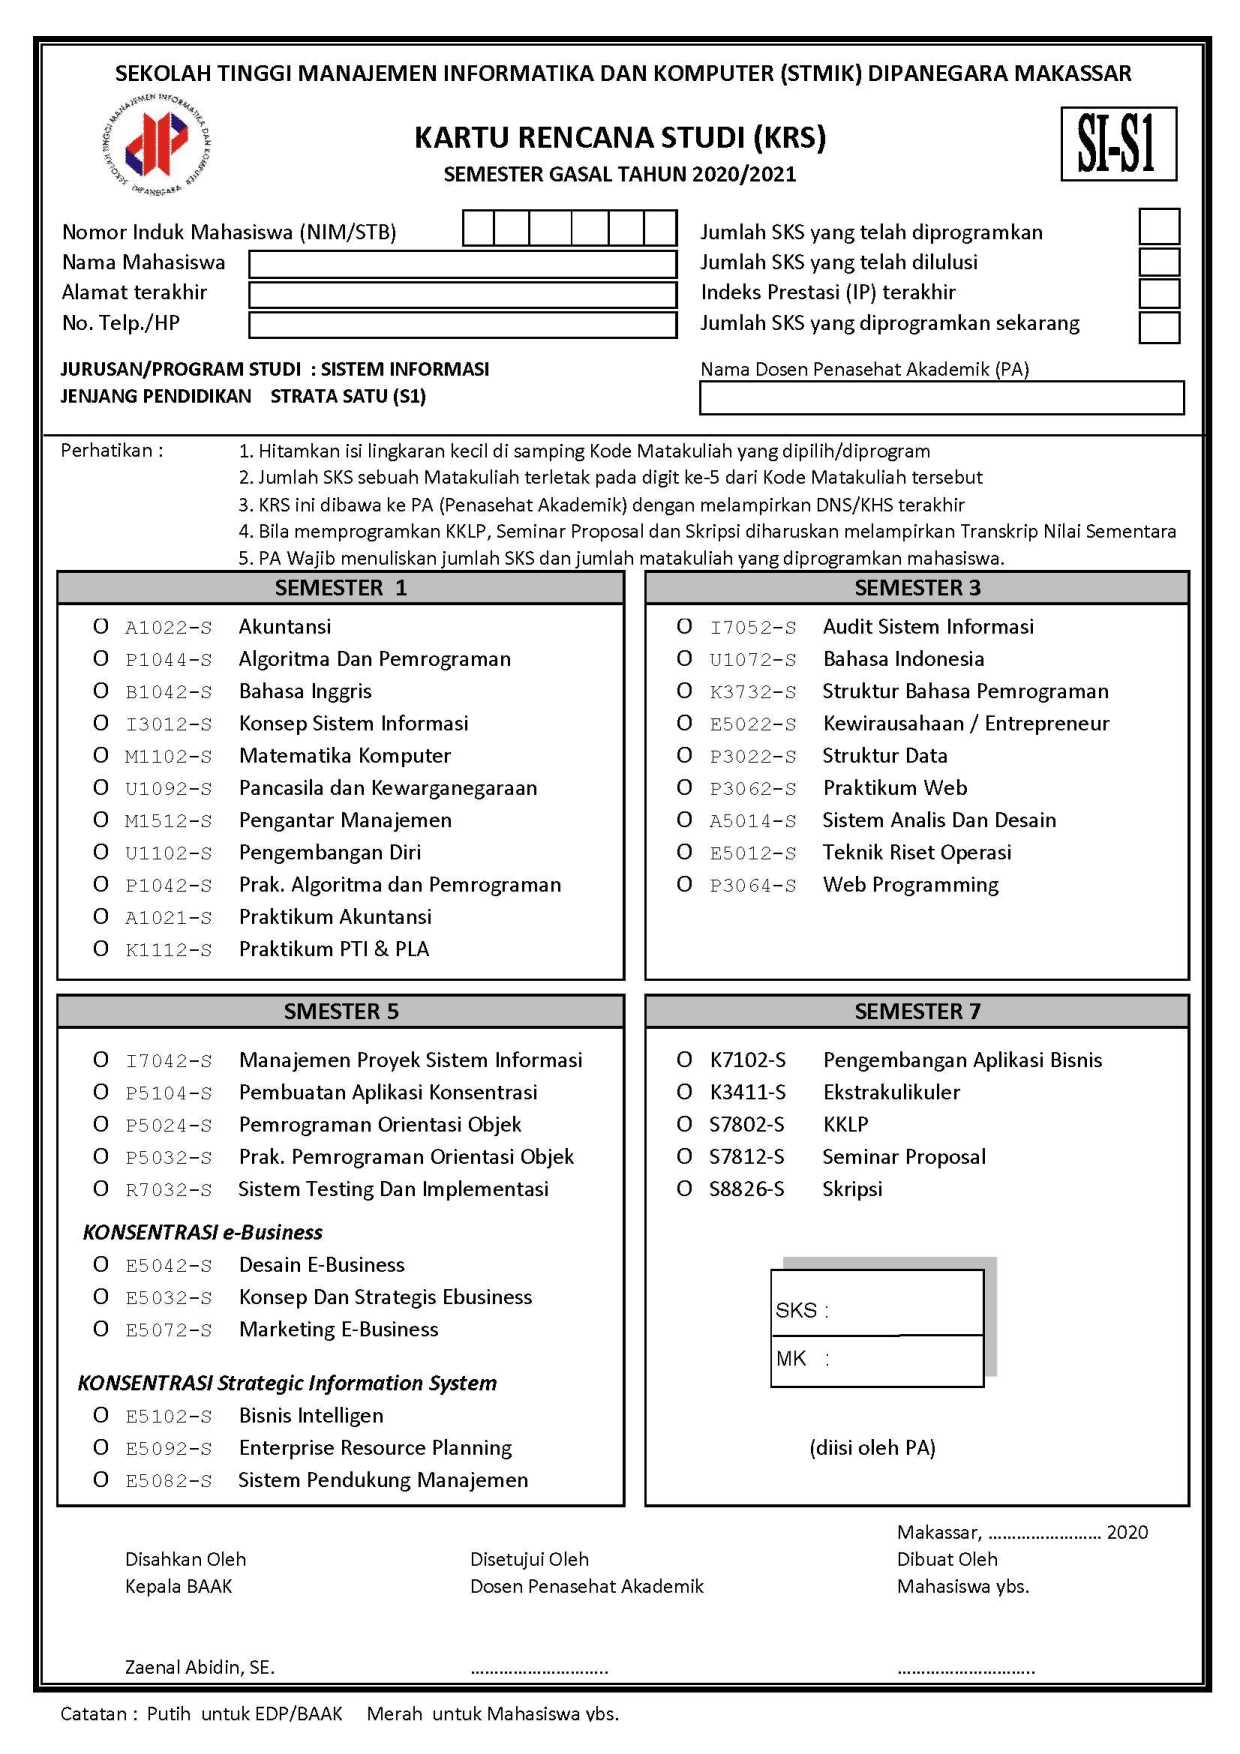 SEKOLAH TINGGI MANAJEMEN INFORMATIKA DAN KOMPUTER (STMIK) DIPANEGARA MAKASSAR
SEKOLAH TINGGI MANAJEMEN INFORMATIKA DAN KOMPUTER
DIPANEGARA
KARTU RENCANA STUDI (KRS)
SEMESTER GASAL TAHUN 2020/2021
SI-S1
Nomor Induk Mahasiswa (NIM/STB)
Nama Mahasiswa
Alamat terakhir
No. Telp./HP
Jumlah SKS yang telah diprogramkan
Jumlah SKS yang telah dilulusi
Indeks Prestasi (IP) terakhir
Jumlah SKS yang diprogramkan sekarang
JURUSAN/PROGRAM STUDI : SISTEM INFORMASI
JENJANG PENDIDIKAN STRATA SATU (S1)
Nama Dosen Penasehat Akademik (PA)
Perhatikan :
1. Hitamkan isi lingkaran kecil di samping Kode Matakuliah yang dipilih/diprogram
2. Jumlah SKS sebuah Matakuliah terletak pada digit ke-5 dari Kode Matakuliah tersebut
3. KRS ini dibawa ke PA (Penasehat Akademik) dengan melampirkan DNS/KHS terakhir
4. Bila memprogramkan KKLP, Seminar Proposal dan Skripsi diharuskan melampirkan Transkrip Nilai Sementara
5. PA Wajib menuliskan jumlah SKS dan jumlah matakuliah yang diprogramkan mahasiswa.
SEMESTER 1
O A1022-S Akuntansi
O P1044-S Algoritma Dan Pemrograman
O B1042-S Bahasa Inggris
O I3012-S Konsep Sistem Informasi
O M1102-S Matematika Komputer
O U1092-S Pancasila dan Kewarganegaraan
O M1512-S Pengantar Manajemen
O U1102-S Pengembangan Diri
O P1042-S Prak. Algoritma dan Pemrograman
O A1021-S Praktikum Akuntansi
O K1112-S Praktikum PTI & PLA
SEMESTER 3
O I7052-S Audit Sistem Informasi
O U1072-S Bahasa Indonesia
O K3732-S Struktur Bahasa Pemrograman
O E5022-S Kewirausahaan / Entrepreneur
O P3022-S Struktur Data
O P3062-S Praktikum Web
O A5014-S Sistem Analis Dan Desain
O E5012-S Teknik Riset Operasi
O P3064-S Web Programming
SMESTER 5
O I7042-S Manajemen Proyek Sistem Informasi
O P5104-S Pembuatan Aplikasi Konsentrasi
O P5024-S Pemrograman Orientasi Objek
O P5032-S Prak. Pemrograman Orientasi Objek
O R7032-S Sistem Testing Dan Implementasi
KONSENTRASI e-Business
O E5042-S Desain E-Business
O E5032-S Konsep Dan Strategis Ebusiness
O E5072-S Marketing E-Business
KONSENTRASI Strategic Information System
O E5102-S Bisnis Intelligen
O E5092-S Enterprise Resource Planning
O E5082-S Sistem Pendukung Manajemen
SEMESTER 7
O K7102-S Pengembangan Aplikasi Bisnis
O K3411-S Ekstrakulikuler
O S7802-S KKLP
O S7812-S Seminar Proposal
O S8826-S Skripsi
SKS :
MK :
(diisi oleh PA)
Makassar, ........................ 2020
Disahkan Oleh
Kepala BAAK
Disetujui Oleh
Dosen Penasehat Akademik
Dibuat Oleh
Mahasiswa ybs.
Zaenal Abidin, SE.
.............................
.............................
Catatan : Putih untuk EDP/BAAK Merah untuk Mahasiswa ybs.